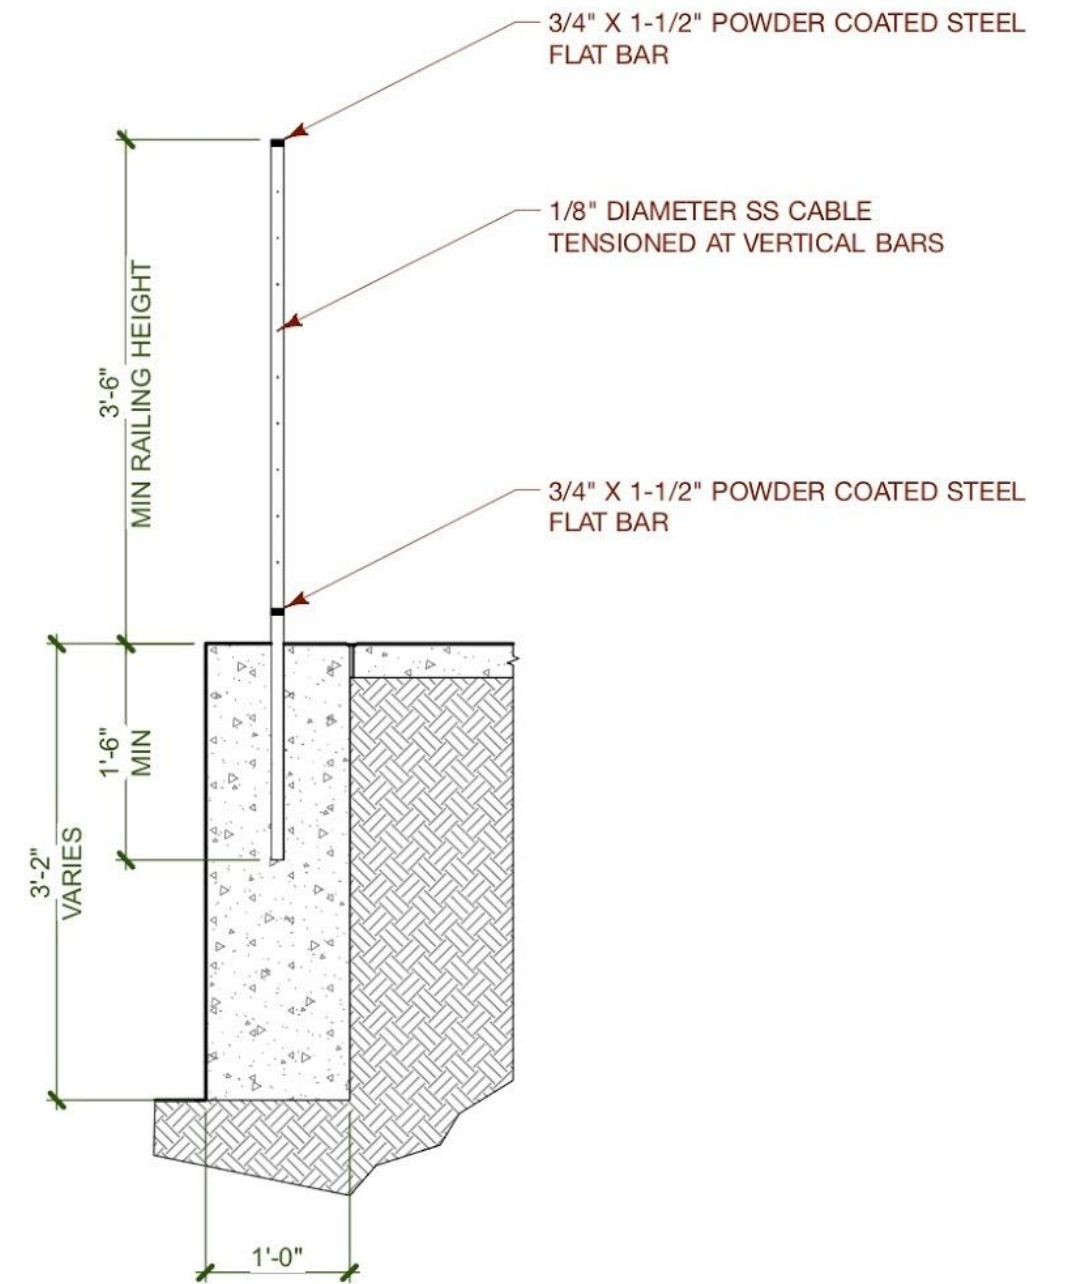 3/4" X 1-1/2" POWDER COATED STEEL
FLAT BAR
1/8" DIAMETER SS CABLE
TENSIONED AT VERTICAL BARS
3'-6"
MIN RAILING HEIGHT
3/4" X 1-1/2" POWDER COATED STEEL
FLAT BAR
1'-6"
MIN
3'-2"
VARIES
1'-0"